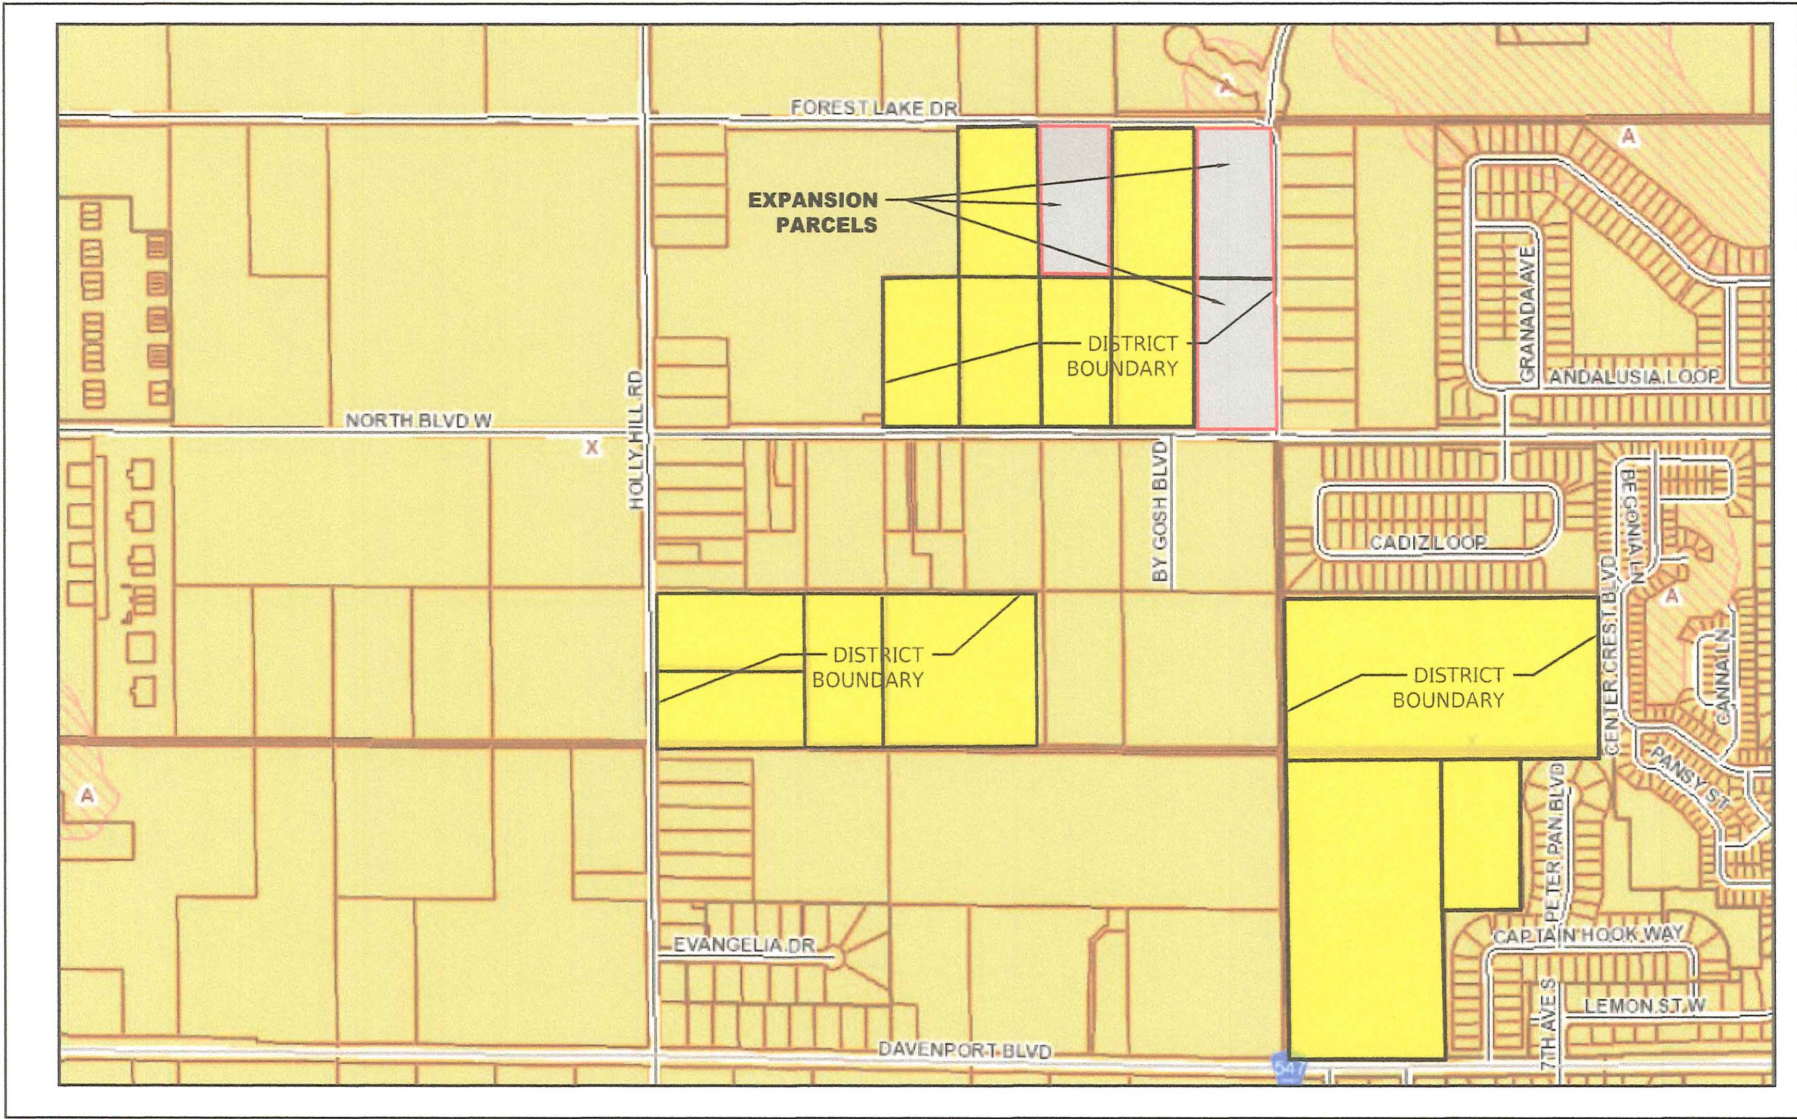 A
FOREST LAKE DR
A
EXPANSION
PARCELS
GRANADA AVE
DISTRICT
BOUNDARY
ANDALUSIA LOOP
HOLLY HILL RD
NORTH BLVD W
X
BY GOSH BLVD
BEGONIA LN
CADIZ LOOP
A
CENTER CREST BLVD
CANNA LN
DISTRICT
BOUNDARY
DISTRICT
BOUNDARY
PANSY ST
A
PETER PAN BLVD
EVANGELIA DR
CAPTAIN HOOK WAY
7TH AVE S
LEMON ST W
DAVENPORT BLVD
547